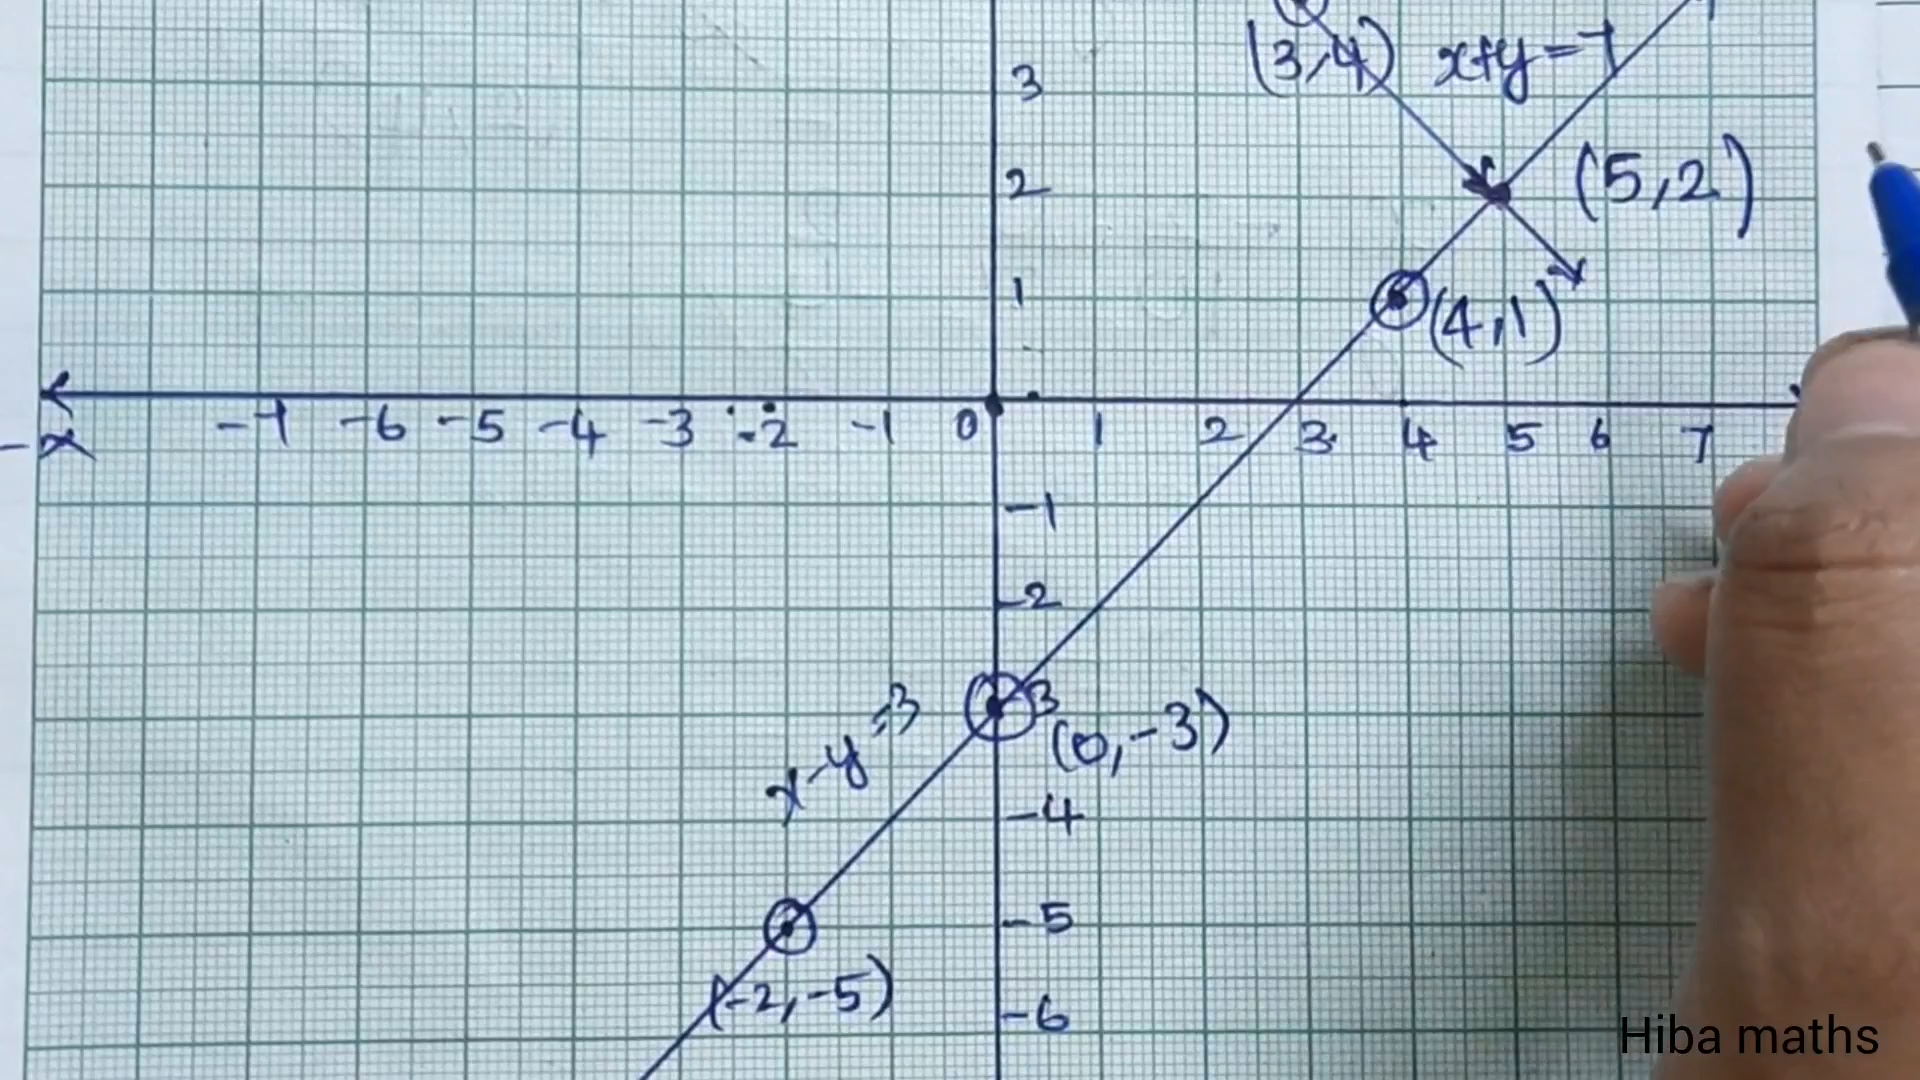 (3,4) x+y=7
3
2
(5,2)
1
(4,1)
-x
-7 -6 -5 -4 -3 -2 -1 0 1 2 3 4 5 6 7
-1
-2
x-y=3
3
(0,-3)
-4
-5
(-2,-5)
-6
Hiba maths